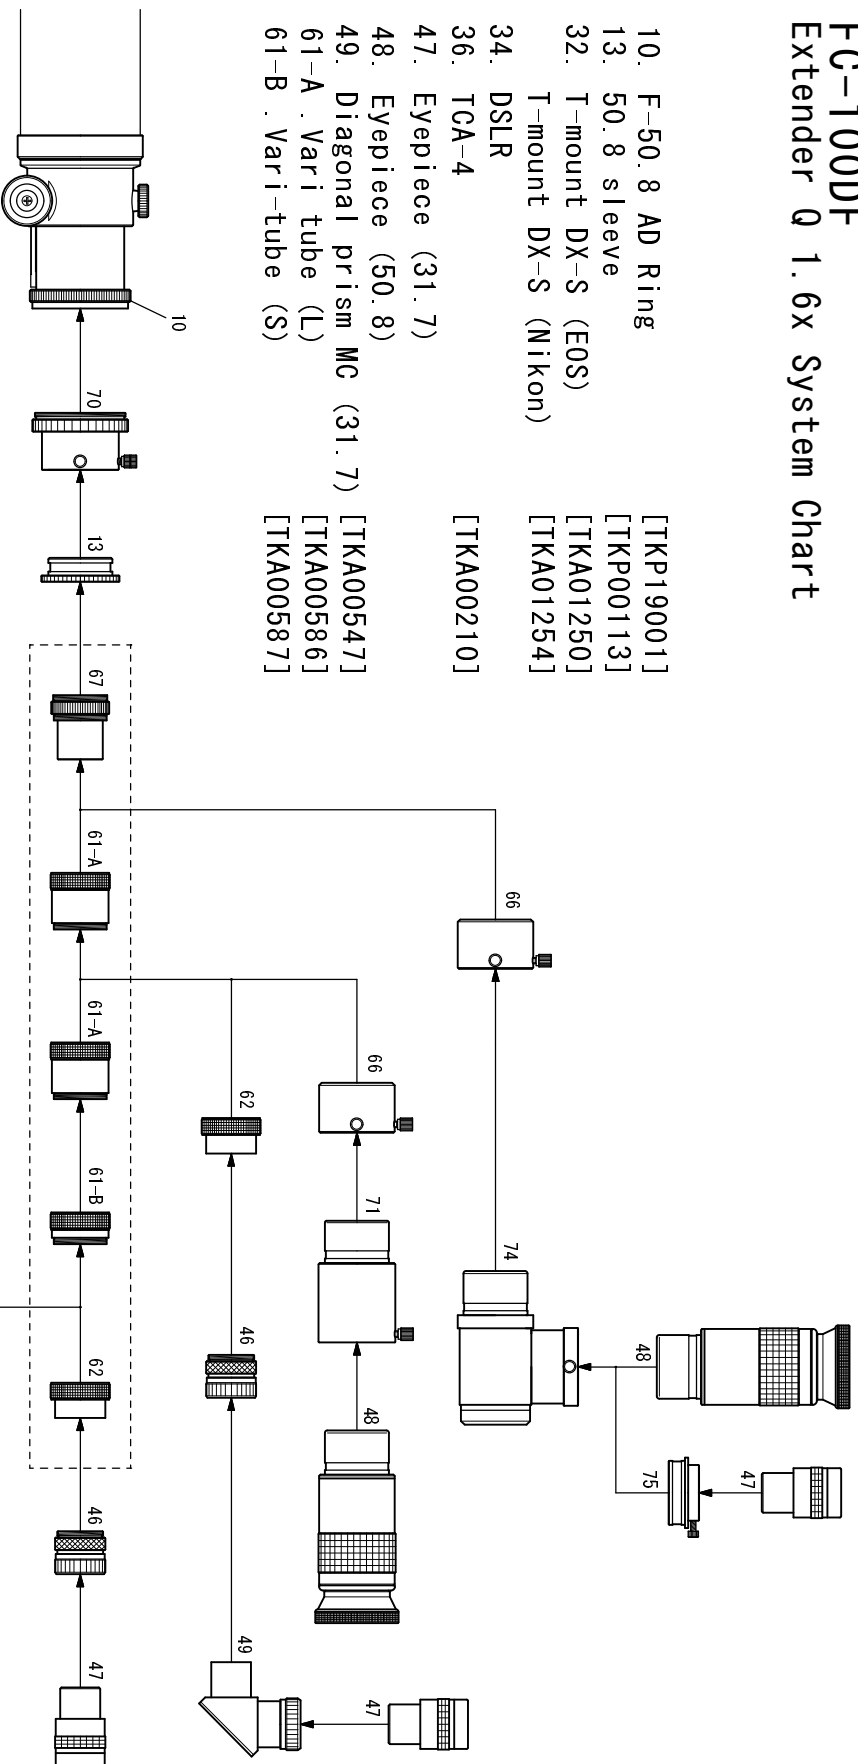 FC-100DF
Extender Q 1.6x System Chart
10. F-50.8 AD Ring [TKP19001]
13. 50.8 sleeve [TKP00113]
32. T-mount DX-S (EOS) [TKA01250]
T-mount DX-S (Nikon) [TKA01254]
34. DSLR
36. TCA-4 [TKA00210]
47. Eyepiece (31.7)
48. Eyepiece (50.8)
49. Diagonal prism MC (31.7) [TKA00547]
61-A .Vari tube (L) [TKA00586]
61-B .Vari-tube (S) [TKA00587]
48
47
75
66
74
66
71
48
62
46
49
47
10
70
13
67
61-A
61-A
61-B
62
46
47